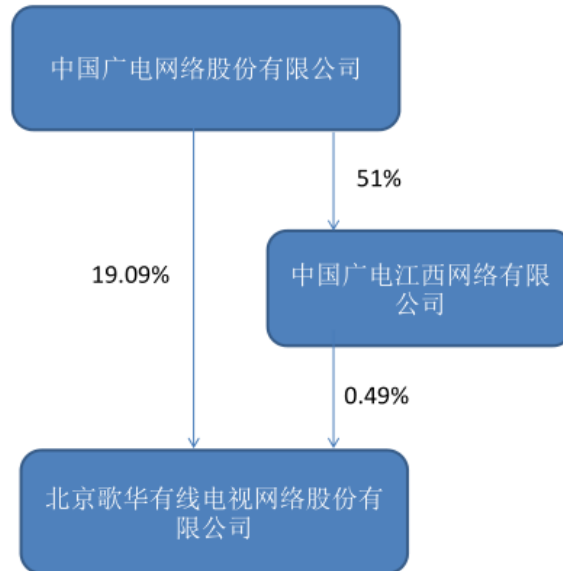 中国广电网络股份有限公司
51%
19.09%
中国广电江西网络有限
公司
0.49%
北京歌华有线电视网络股份有
限公司